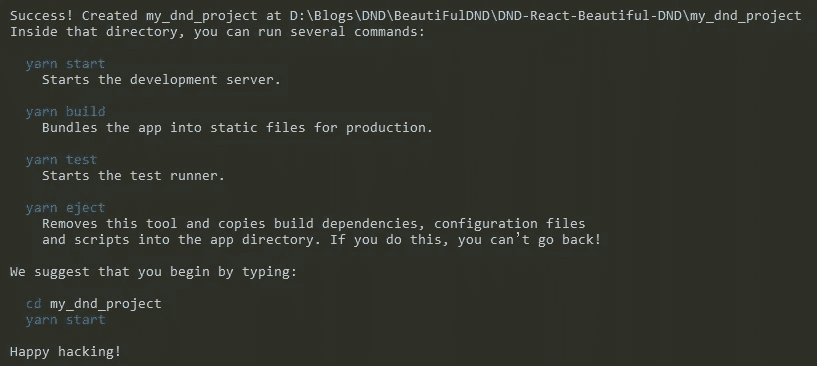 Success! Created my_dnd_project at D:\Blogs\DND\BeautiFulDND\DND-React-Beautiful-DND\my_dnd_project
Inside that directory, you can run several commands:
yarn start
Starts the development server.
yarn build
Bundles the app into static files for production.
yarn test
Starts the test runner.
yarn eject
Removes this tool and copies build dependencies, configuration files
and scripts into the app directory. If you do this, you can’t go back!
We suggest that you begin by typing:
cd my_dnd_project
yarn start
Happy hacking!